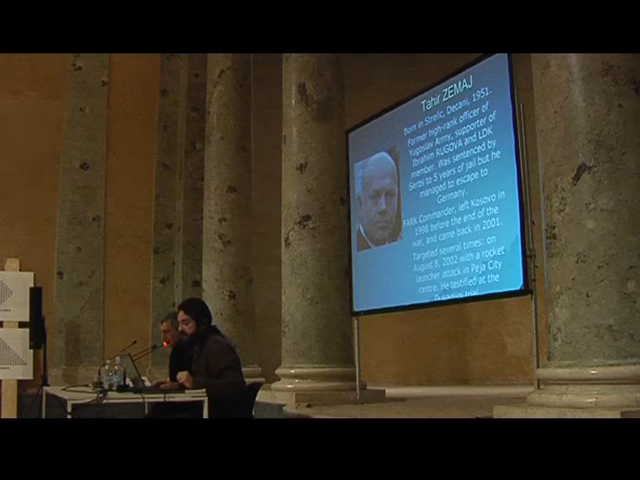 Tahir ZEMAJ
Born in Strelic, Decani, 1951.
Former high-rank officer of
Yugoslav Army, supporter of
Ibrahim RUGOVA and LDK
member. Was sentenced by
Serbs to 5 years of jail but he
managed to escape to
Germany.
FARK Commander, left Kosovo in
1998 before the end of the
war, and came back in 2001.
Targeted several times: on
August 8, 2002 with a rocket
launcher attack in Peja City
centre. He testified at the
trial